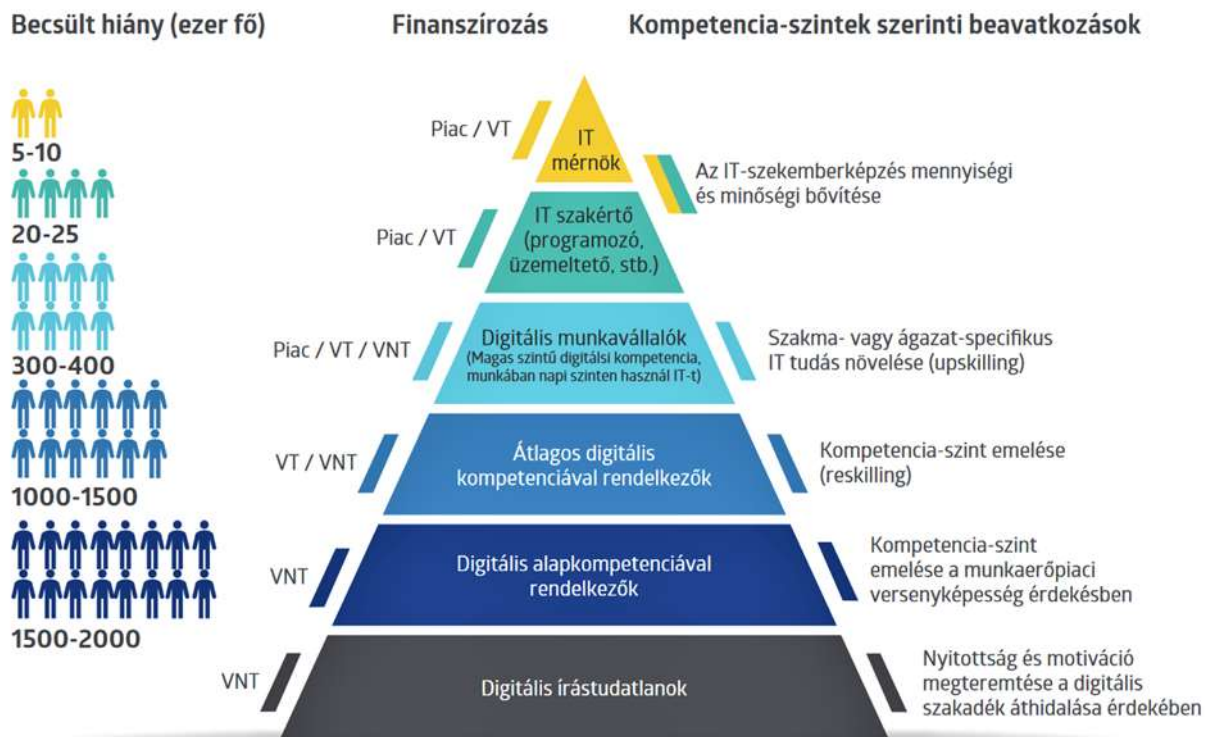 Becsült hiány (ezer fő)
Finanszírozás
Kompetencia-szintek szerinti beavatkozások
5-10
Piac / VT
IT
mérnök
Az IT-szekemberképzés mennyiségi
és minőségi bővítése
20-25
Piac / VT
IT szakértő
(programozó,
üzemeltető, stb.)
300-400
Piac / VT / VNT
Digitális munkavállalók
(Magas szintű digitálsi kompetencia,
munkában napi szinten használ IT-t)
Szakma- vagy ágazat-specifikus
IT tudás növelése (upskilling)
1000-1500
VT / VNT
Átlagos digitális
kompetenciával rendelkezők
Kompetencia-szint emelése
(reskilling)
1500-2000
VNT
Digitális alapkompetenciával
rendelkezők
Kompetencia-szint
emelése a munkaerőpiaci
versenyképesség érdekésben
VNT
Digitális írástudatlanok
Nyitottság és motiváció
megteremtése a digitális
szakadék áthidalása érdekében